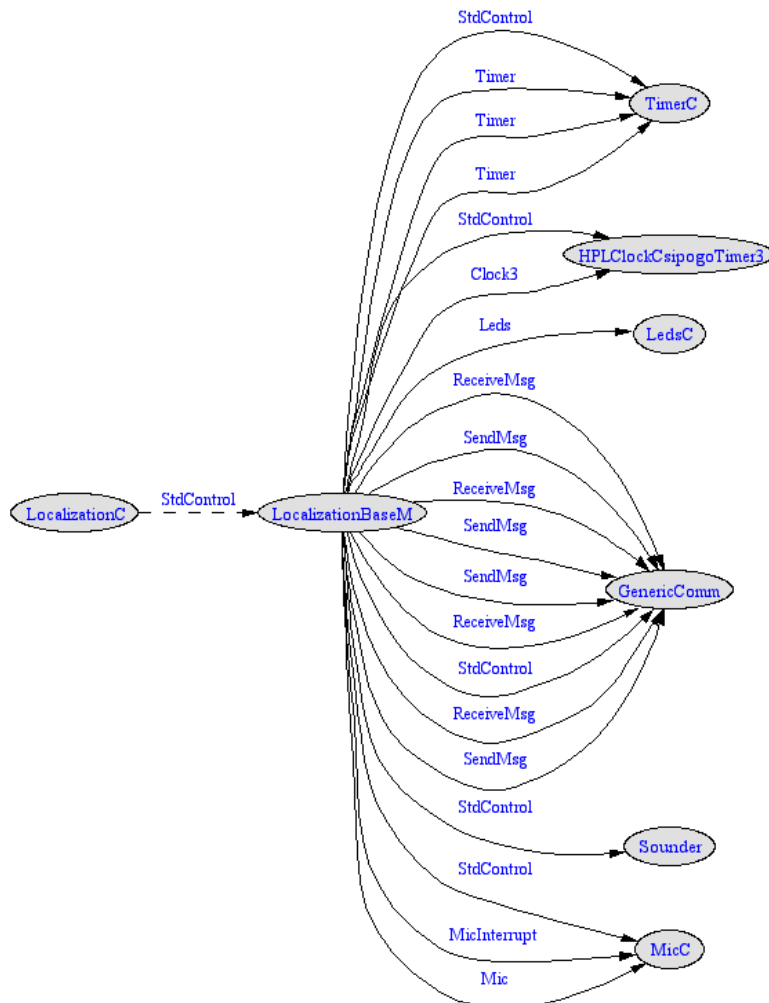 StdControl
Timer
TimerC
Timer
Timer
StdControl
HPLClockCsipogoTimer3
Clock3
Leds
LedsC
ReceiveMsg
SendMsg
ReceiveMsg
StdControl
LocalizationC
LocalizationBaseM
SendMsg
SendMsg
GenericComm
ReceiveMsg
StdControl
ReceiveMsg
SendMsg
StdControl
Sounder
StdControl
MicInterrupt
MicC
Mic